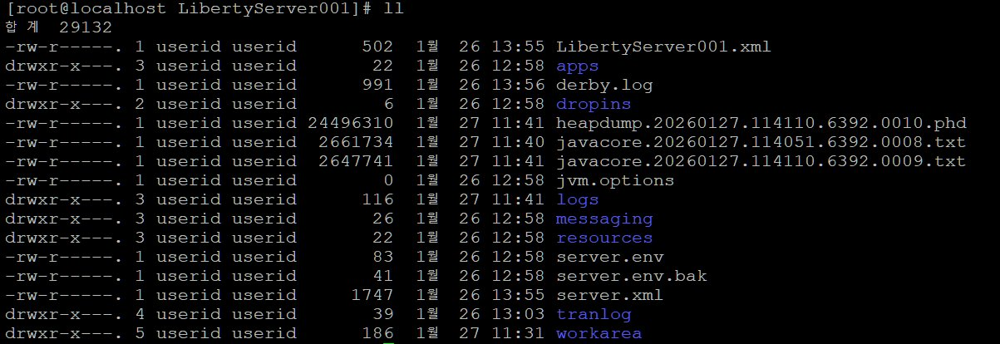 [root@localhost LibertyServer001]# ll
합계 29132
-rw-r-----. 1 userid userid 502 1월 26 13:55 LibertyServer001.xml
drwxr-x---. 3 userid userid 22 1월 26 12:58 apps
-rw-r-----. 1 userid userid 991 1월 26 13:56 derby.log
drwxr-x---. 2 userid userid 6 1월 26 12:58 dropins
-rw-r-----. 1 userid userid 24496310 1월 27 11:41 heapdump.20260127.114110.6392.0010.phd
-rw-r-----. 1 userid userid 2661734 1월 27 11:40 javacore.20260127.114051.6392.0008.txt
-rw-r-----. 1 userid userid 2647741 1월 27 11:41 javacore.20260127.114110.6392.0009.txt
-rw-r-----. 1 userid userid 0 1월 26 12:58 jvm.options
drwxr-x---. 3 userid userid 116 1월 27 11:41 logs
drwxr-x---. 3 userid userid 26 1월 26 12:58 messaging
drwxr-x---. 3 userid userid 22 1월 26 12:58 resources
-rw-r-----. 1 userid userid 83 1월 26 12:58 server.env
-rw-r-----. 1 userid userid 41 1월 26 12:58 server.env.bak
-rw-r-----. 1 userid userid 1747 1월 26 13:55 server.xml
drwxr-x---. 4 userid userid 39 1월 26 13:03 tranlog
drwxr-x---. 5 userid userid 186 1월 27 11:31 workarea